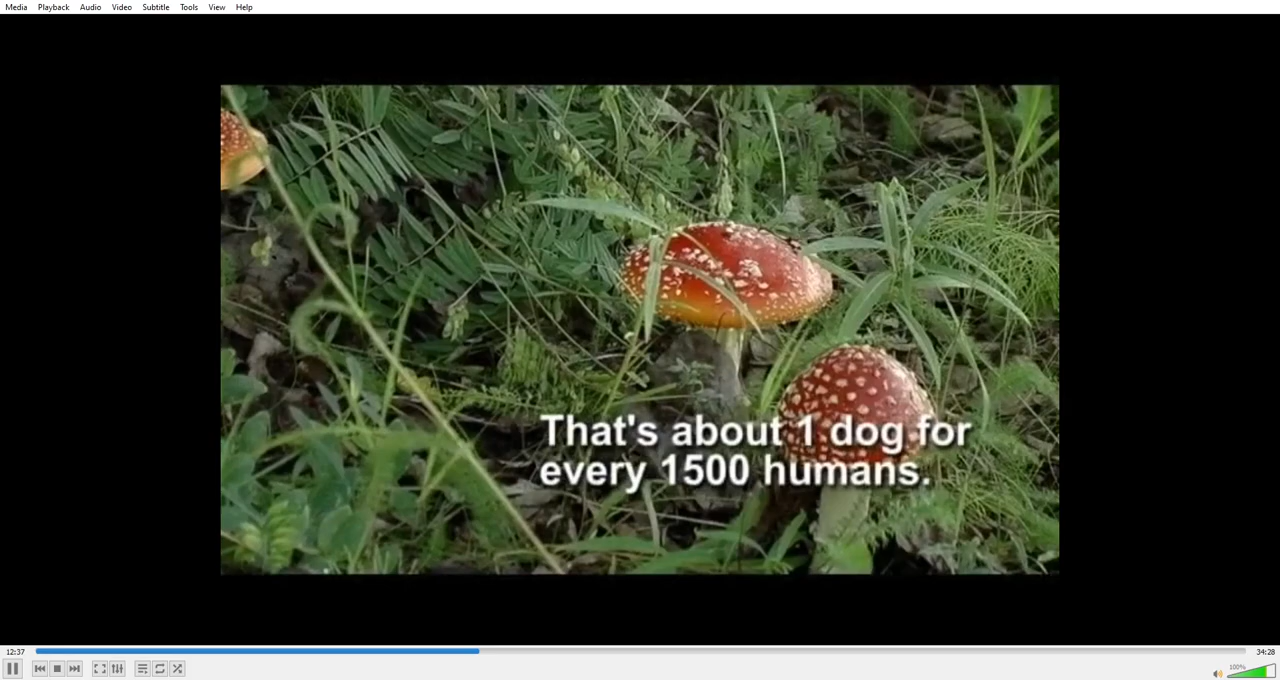 Media Playback Audio Video Subtitle Tools View Help
That's about 1 dog for
every 1500 humans.
12:37 34:28
100%